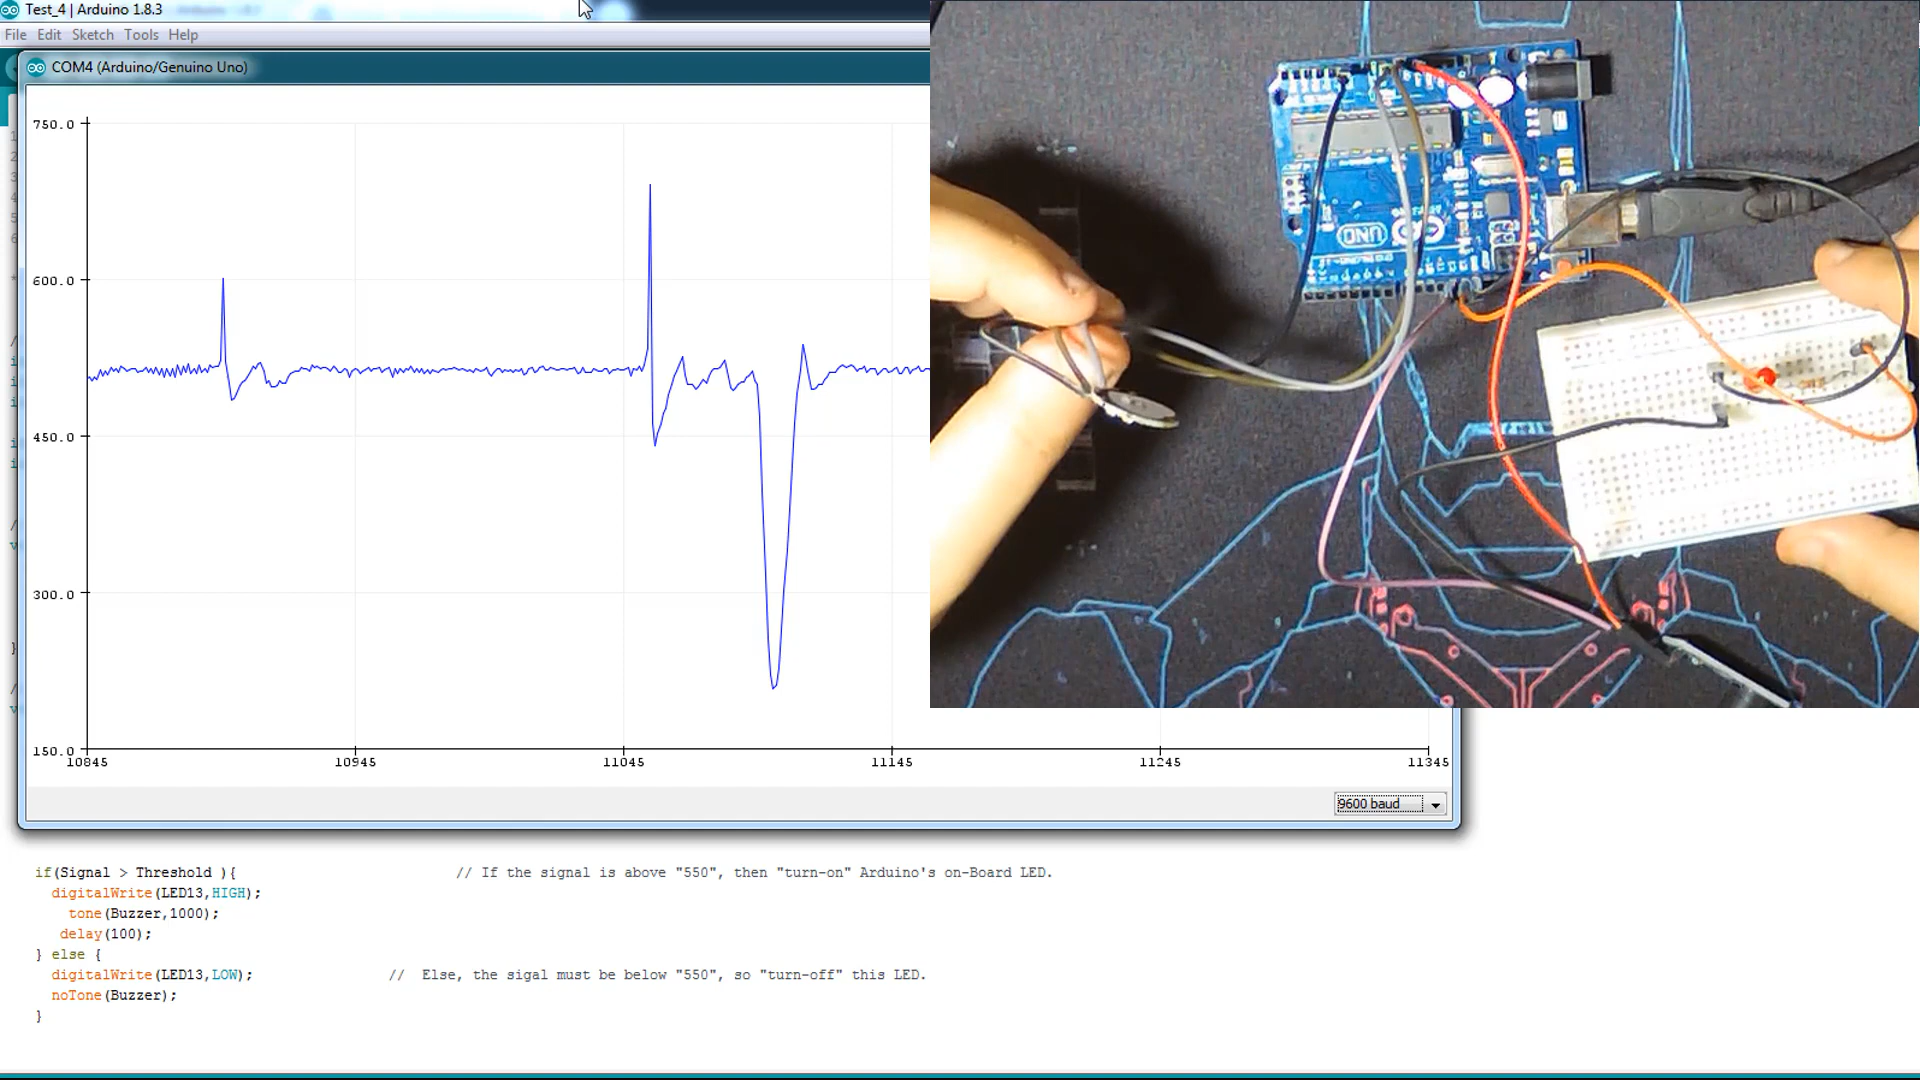 Test_4 | Arduino 1.8.3
File Edit Sketch Tools Help
COM4 (Arduino/Genuino Uno)
750.0
600.0
450.0
300.0
150.0
10845 10945 11045 11145 11245 11345
9600 baud
UNO
if(Signal > Threshold ){ // If the signal is above "550", then "turn-on" Arduino's on-Board LED.
digitalWrite(LED13,HIGH);
tone(Buzzer,1000);
delay(100);
} else {
digitalWrite(LED13,LOW); // Else, the sigal must be below "550", so "turn-off" this LED.
noTone(Buzzer);
}